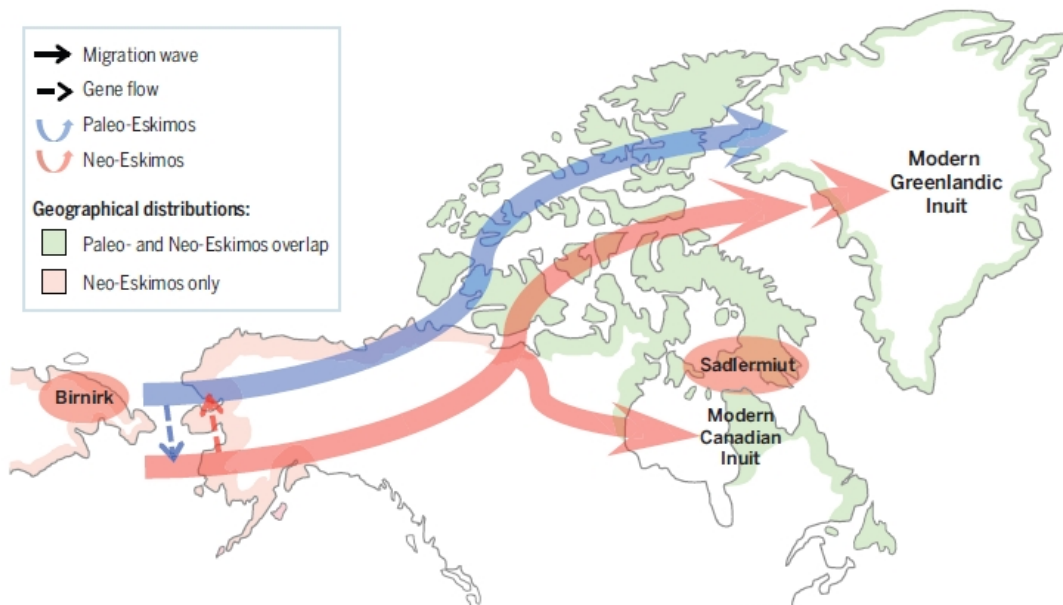 Migration wave
Gene flow
Paleo-Eskimos
Neo-Eskimos
Geographical distributions:
Paleo- and Neo-Eskimos overlap
Neo-Eskimos only
Modern
Greenlandic
Inuit
Birnirk
Sadlermiut
Modern
Canadian
Inuit